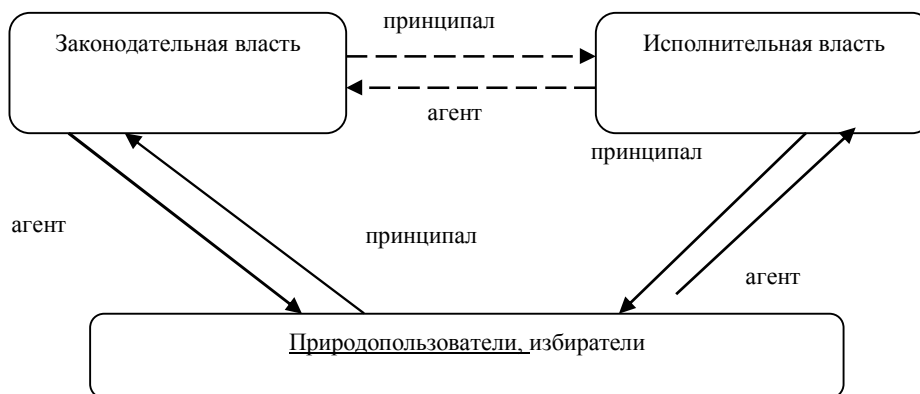 принципал
Законодательная власть
Исполнительная власть
агент
принципал
агент
принципал
агент
Природопользователи, избиратели